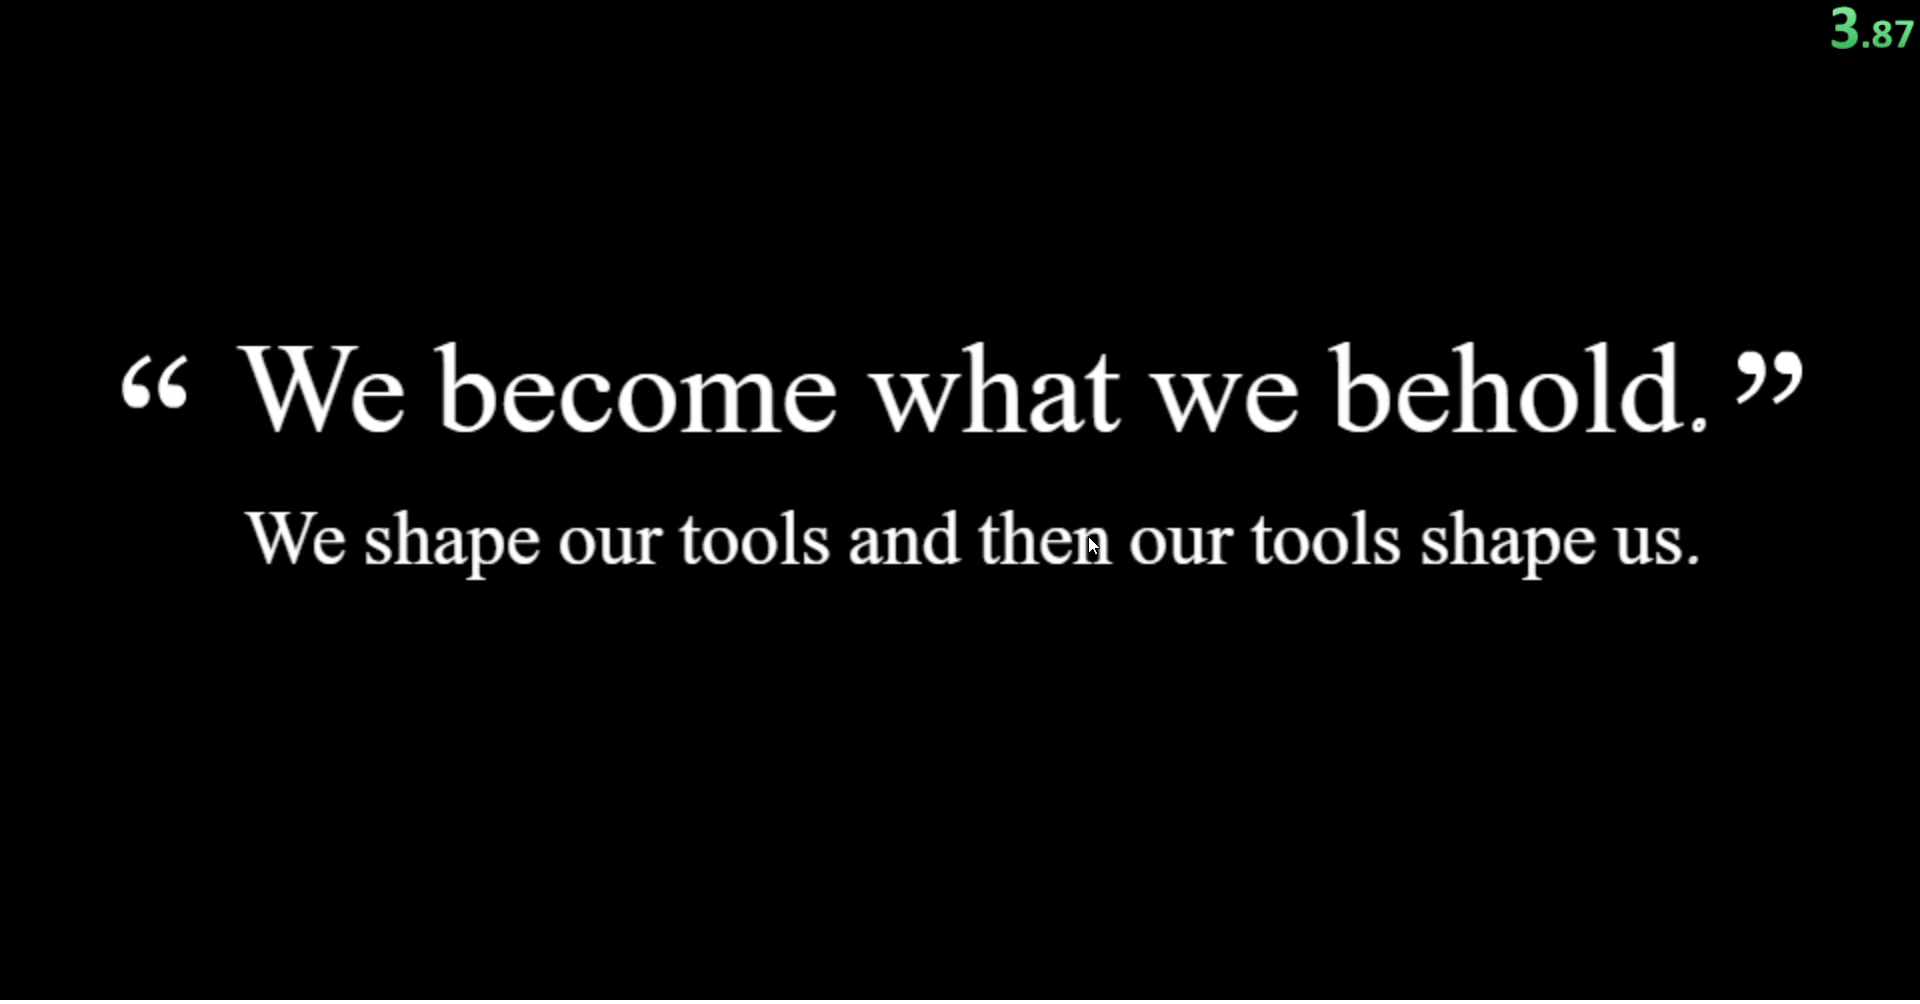 3.87
“ We become what we behold. ”
We shape our tools and then our tools shape us.